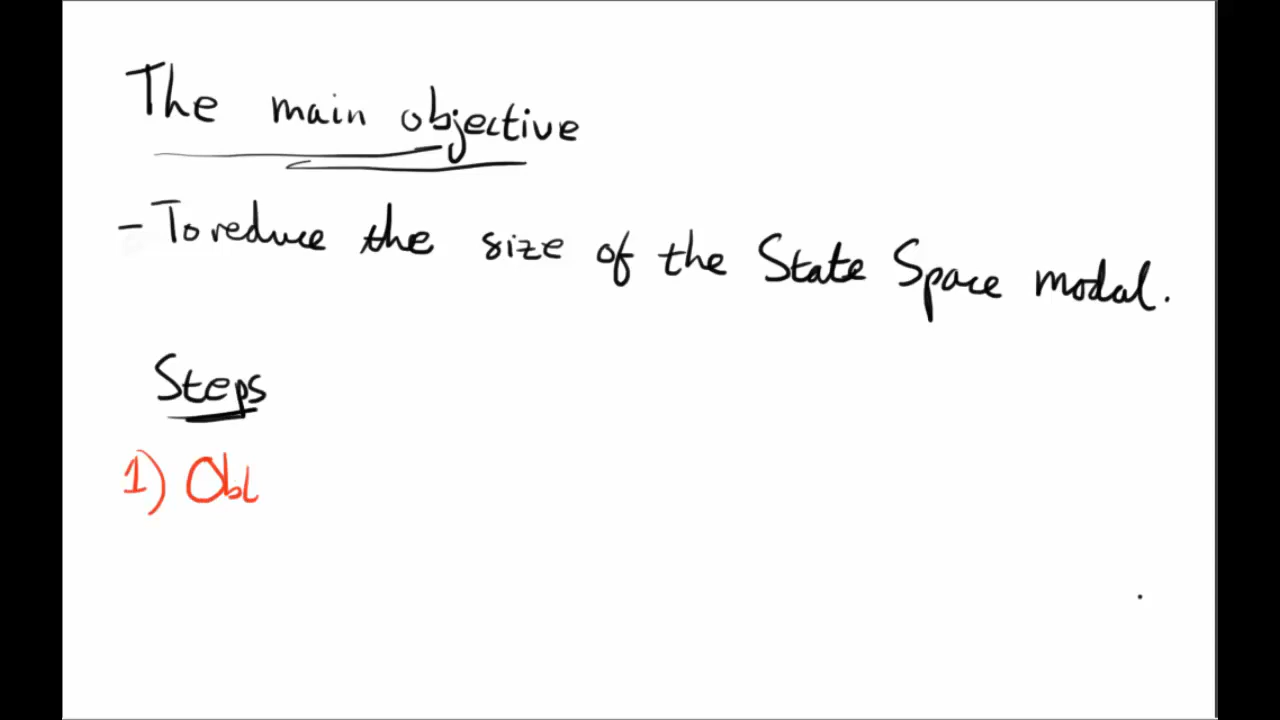 The main objective
- To reduce the size of the State Space modal.
Steps
1) Obl